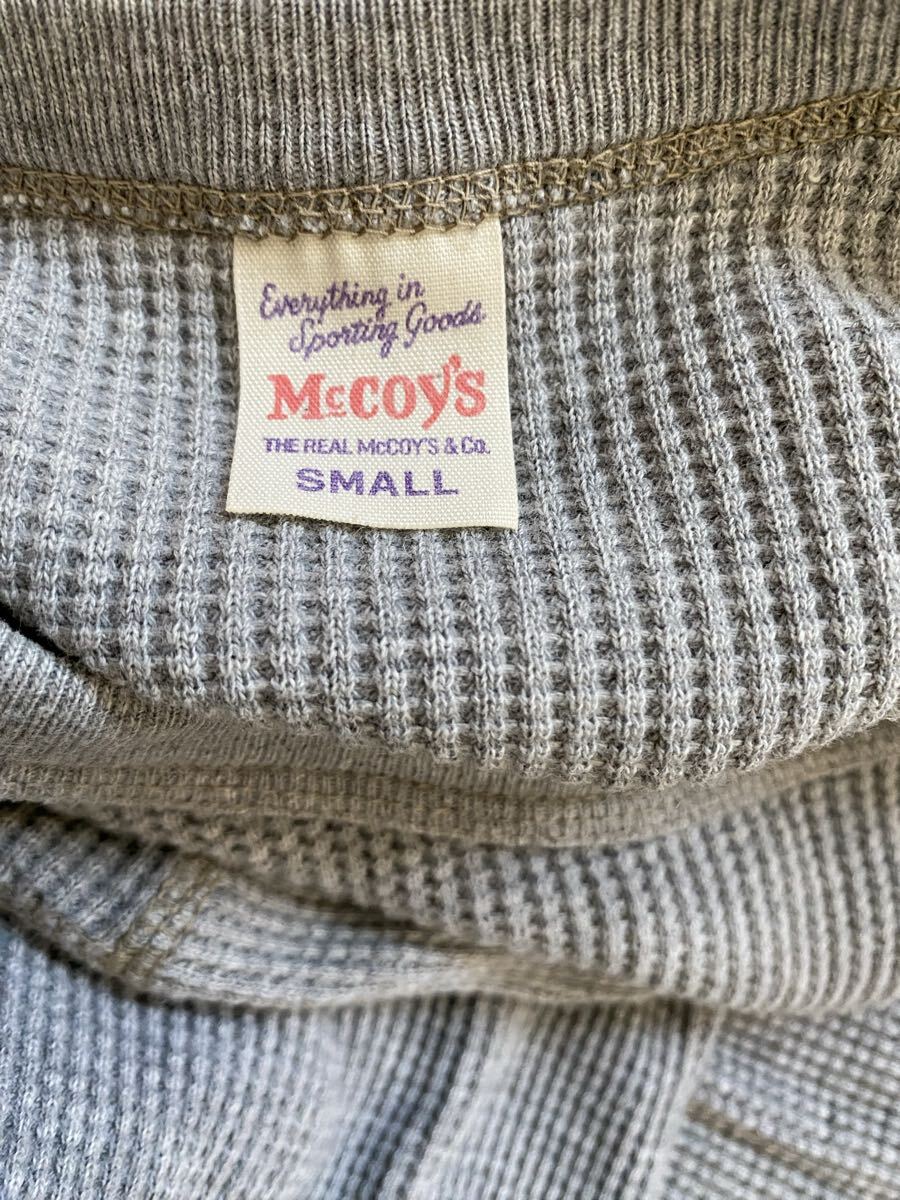 Everything in
Sporting Goods
McCOY'S
THE REAL McCOY'S & Co.
SMALL